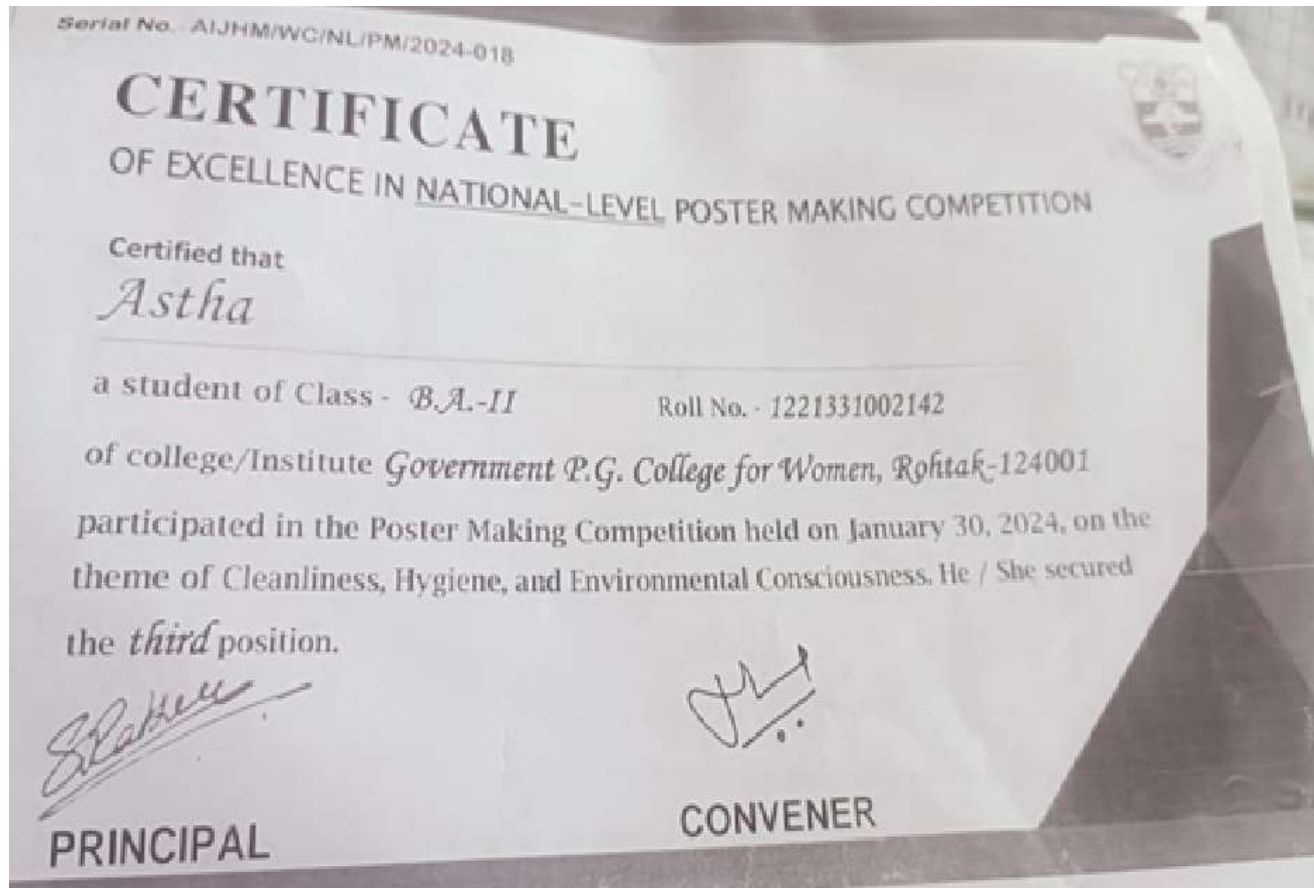 Serial No. - AIJHM/WC/NL/PM/2024-018
CERTIFICATE
OF EXCELLENCE IN NATIONAL-LEVEL POSTER MAKING COMPETITION
Certified that
Astha
a student of Class - B.A.-II Roll No. - 1221331002142
of college/Institute Government P.G. College for Women, Rohtak-124001
participated in the Poster Making Competition held on January 30, 2024, on the
theme of Cleanliness, Hygiene, and Environmental Consciousness. He / She secured
the third position.
PRINCIPAL CONVENER